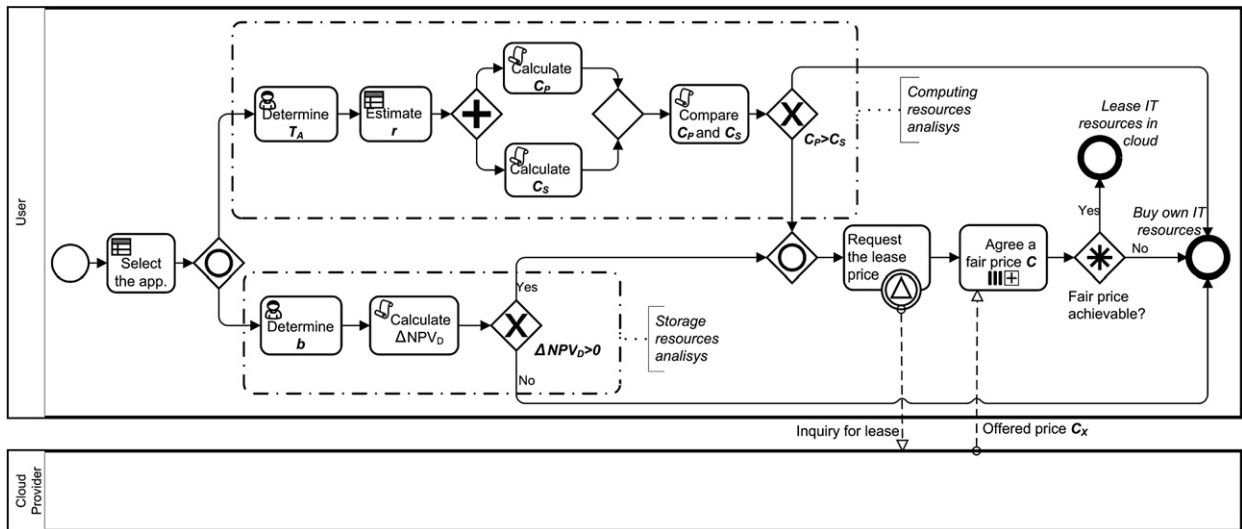 User
Select
the app.
Determine
T_A
Estimate
r
Calculate
C_P
Calculate
C_S
Compare
C_P and C_S
C_P>C_S
Computing
resources
analisys
Determine
b
Calculate
ΔNPV_D
Yes
ΔNPV_D>0
No
Storage
resources
analisys
Request
the lease
price
Agree a
fair price C
Fair price
achievable?
Yes
No
Lease IT
resources in
cloud
Buy own IT
resources
Inquiry for lease
Offered price C_X
Cloud
Provider